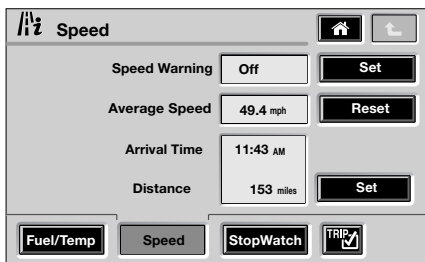 i Speed
Speed Warning Off Set
Average Speed 49.4 mph Reset
Arrival Time 11:43 AM
Distance 153 miles Set
Fuel/Temp Speed StopWatch TRIP